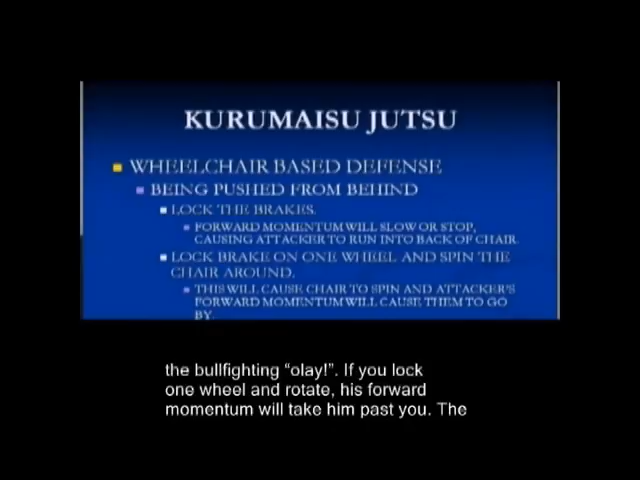 KURUMAISU JUTSU
WHEELCHAIR BASED DEFENSE
BEING PUSHED FROM BEHIND
LOCK THE BRAKES.
FORWARD MOMENTUM WILL SLOW OR STOP,
CAUSING ATTACKER TO RUN INTO BACK OF CHAIR.
LOCK BRAKE ON ONE WHEEL AND SPIN THE
CHAIR AROUND.
THIS WILL CAUSE CHAIR TO SPIN AND ATTACKER'S
FORWARD MOMENTUM WILL CAUSE THEM TO GO
BY.
the bullfighting “olay!”. If you lock
one wheel and rotate, his forward
momentum will take him past you. The